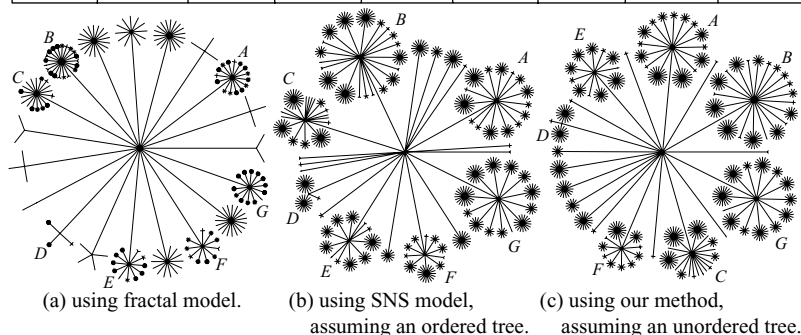 B
C
A
D
E
F
G
B
A
C
D
E
F
G
A
E
B
D
F
C
G
(a) using fractal model.
(b) using SNS model,
assuming an ordered tree.
(c) using our method,
assuming an unordered tree.